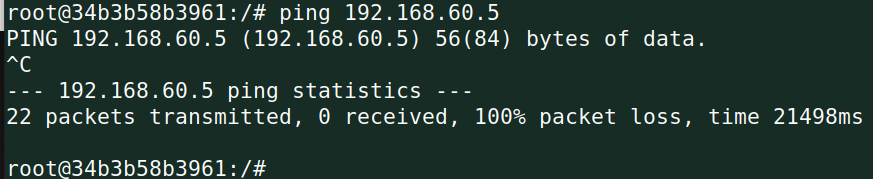 root@34b3b58b3961:/# ping 192.168.60.5
PING 192.168.60.5 (192.168.60.5) 56(84) bytes of data.
^C
--- 192.168.60.5 ping statistics ---
22 packets transmitted, 0 received, 100% packet loss, time 21498ms
root@34b3b58b3961:/#